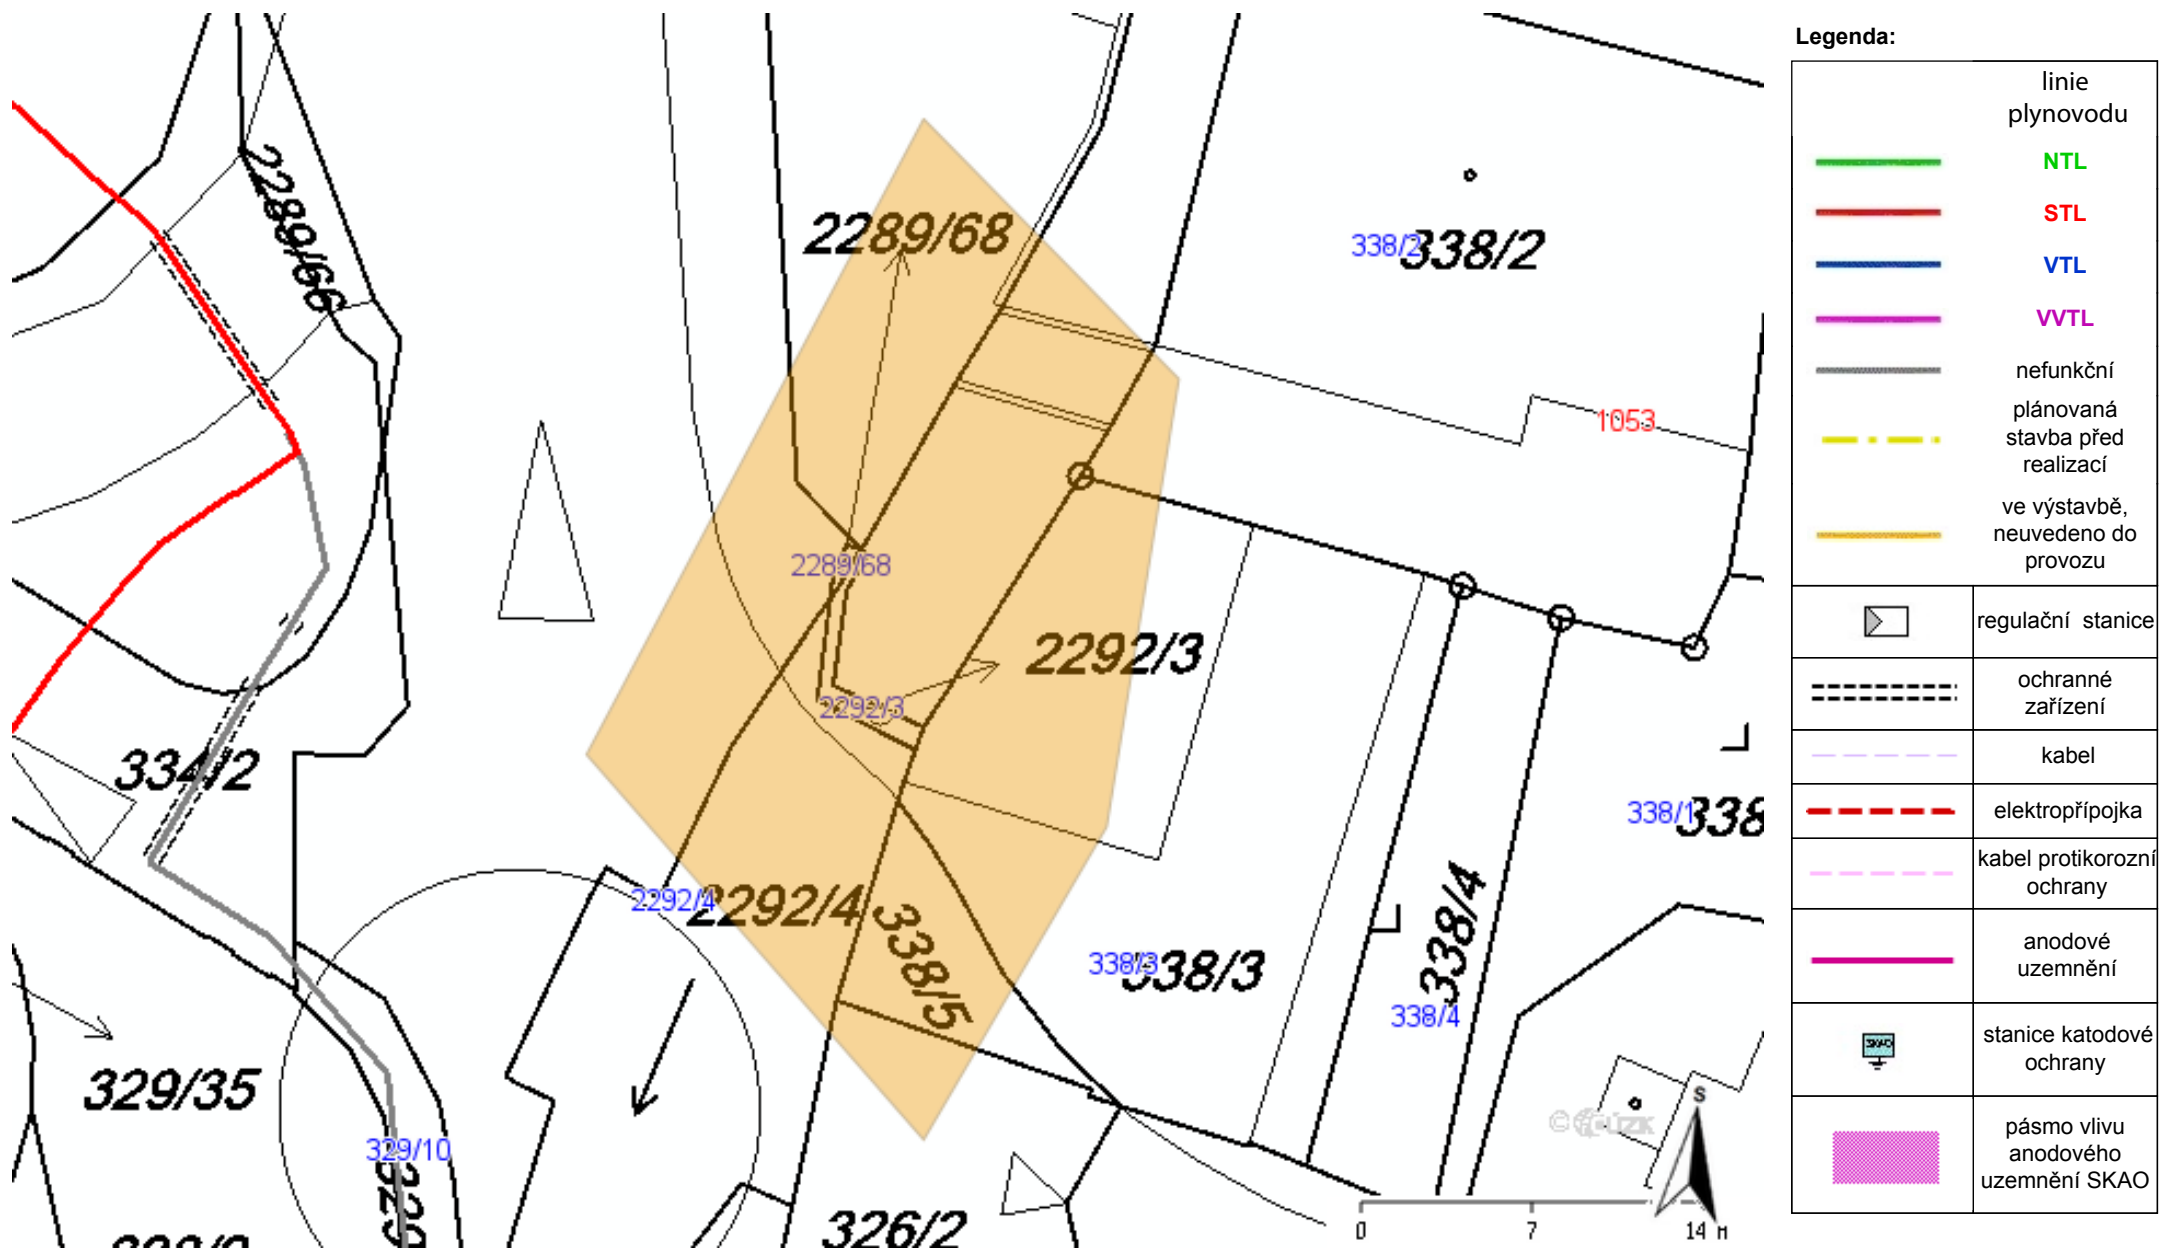 Legenda:
linie
plynovodu
NTL
STL
VTL
VVTL
nefunkční
plánovaná
stavba před
realizací
ve výstavbě,
neuvedeno do
provozu
regulační stanice
ochranné
zařízení
kabel
elektropřípojka
kabel protikorozní
ochrany
anodové
uzemnění
SKAO
stanice katodové
ochrany
pásmo vlivu
anodového
uzemnění SKAO
2289/66
2289/68
338/2
338/2
1053
2289/68
2292/3
2292/3
334/2
338/1
338
2292/4
2292/4
338/5
338/3
338/3
338/4
338/4
329/35
329/10
326/2
S
0 7 14 м